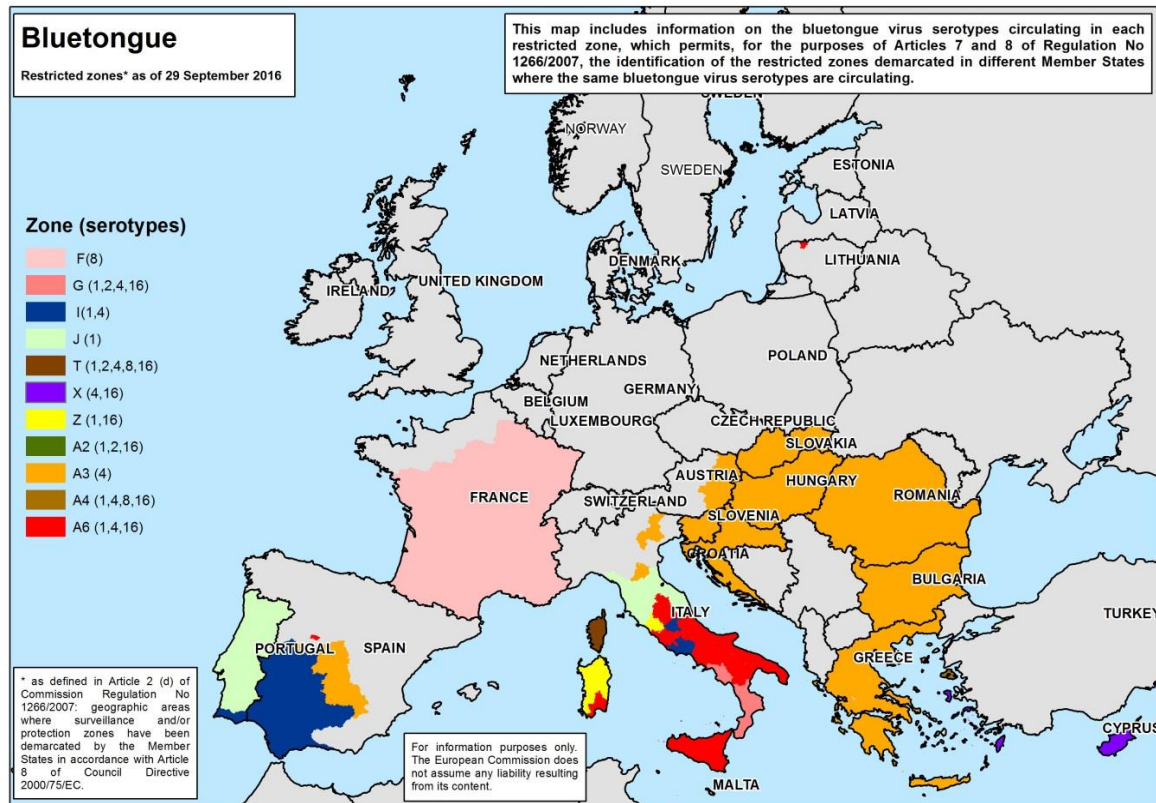 Bluetongue
Restricted zones* as of 29 September 2016
This map includes information on the bluetongue virus serotypes circulating in each
restricted zone, which permits, for the purposes of Articles 7 and 8 of Regulation No
1266/2007, the identification of the restricted zones demarcated in different Member States
where the same bluetongue virus serotypes are circulating.
SWEDEN
NORWAY
SWEDEN
ESTONIA
LATVIA
LITHUANIA
DENMARK
UNITED KINGDOM
IRELAND
Zone (serotypes)
F(8)
G (1,2,4,16)
I(1,4)
J (1)
T (1,2,4,8,16)
X (4,16)
Z (1,16)
A2 (1,2,16)
A3 (4)
A4 (1,4,8,16)
A6 (1,4,16)
NETHERLANDS
POLAND
GERMANY
BELGIUM
LUXEMBOURG
CZECH REPUBLIC
SLOVAKIA
AUSTRIA
HUNGARY
FRANCE
SWITZERLAND
ROMANIA
SLOVENIA
CROATIA
BULGARIA
ITALY
TURKEY
PORTUGAL
SPAIN
GREECE
CYPRUS
MALTA
* as defined in Article 2 (d) of
Commission Regulation No
1266/2007: geographic areas
where surveillance and/or
protection zones have been
demarcated by the Member
States in accordance with Article
8 of Council Directive
2000/75/EC.
For information purposes only.
The European Commission does
not assume any liability resulting
from its content.